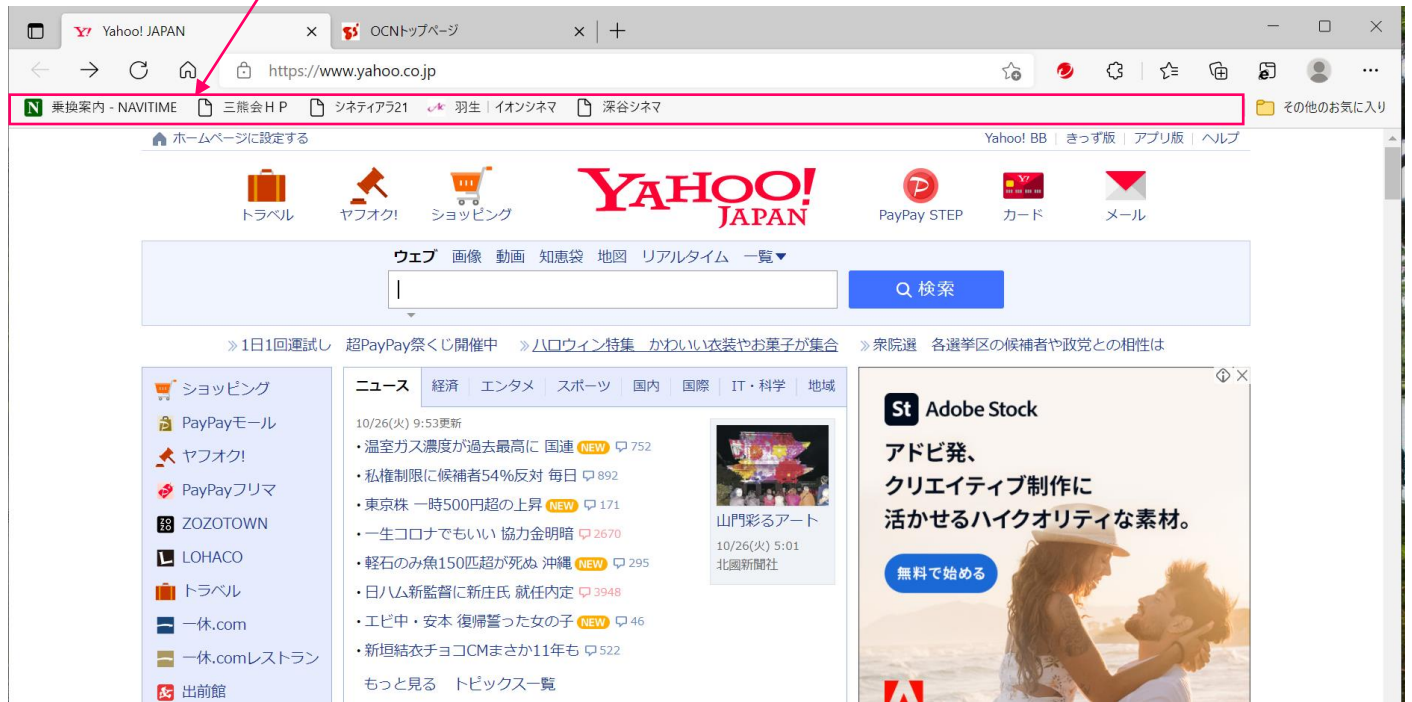 Yahoo! JAPAN
OCNトップページ
https://www.yahoo.co.jp
乗換案内 - NAVITIME 三熊会ＨＰ シネティアラ21 羽生｜イオンシネマ 深谷シネマ その他のお気に入り
ホームページに設定する
Yahoo! BB きっず版 アプリ版 ヘルプ
トラベル ヤフオク! ショッピング
YAHOO!
JAPAN
PayPay STEP カード メール
ウェブ 画像 動画 知恵袋 地図 リアルタイム 一覧▼
検索
»1日1回運試し 超PayPay祭くじ開催中 »ハロウィン特集 かわいい衣装やお菓子が集合 »衆院選 各選挙区の候補者や政党との相性は
ショッピング
PayPayモール
ヤフオク!
PayPayフリマ
ZOZOTOWN
LOHACO
トラベル
一休.com
一休.comレストラン
出前館
ニュース 経済 エンタメ スポーツ 国内 国際 IT・科学 地域
10/26(火) 9:53更新
・温室ガス濃度が過去最高に 国連 NEW 752
・私権制限に候補者54%反対 毎日 892
・東京株 一時500円超の上昇 NEW 171
・一生コロナでもいい 協力金明暗 2670
・軽石のみ魚150匹超が死ぬ 沖縄 NEW 295
・日ハム新監督に新庄氏 就任内定 3948
・エビ中・安本 復帰誓った女の子 NEW 46
・新垣結衣チョコCMまさか11年も 522
もっと見る トピックス一覧
山門彩るアート
10/26(火) 5:01
北國新聞社
St Adobe Stock
アドビ発、
クリエイティブ制作に
活かせるハイクオリティな素材。
無料で始める